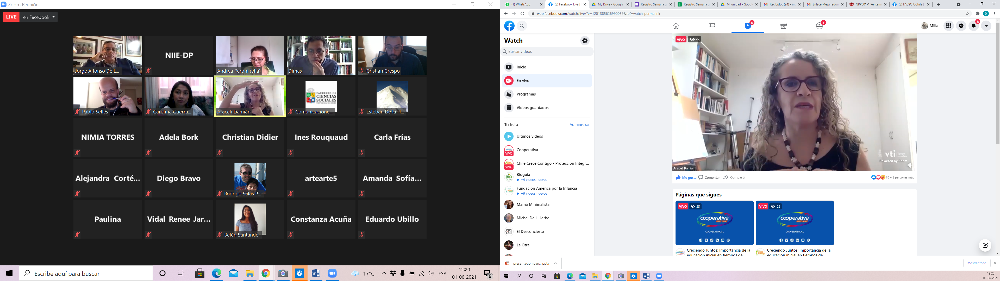 Zoom Reunión
LIVE
en Facebook
Jorge Alfonso De L...
NIIE-DP
Andrea Peroni (ella)
Dimas
Cristian Crespo
Pablo Selles
Carolina Guerra...
Araceli Damián
FACULTAD DE
CIENCIAS
SOCIALES
UNIVERSIDAD DE CHILE
Comunicacione...
Esteban De la H...
NIMIA TORRES
Adela Bork
Christian Didier
Ines Rouquaud
Carla Frías
Alejandra Corté...
Diego Bravo
Rodrigo Salas P...
artearte5
Amanda Sofía...
Paulina
Vidal Renee Jar...
Belén Santander
Constanza Acuña
Eduardo Ubillo
Escribe aquí para buscar
17°C
ESP
12:20
01-06-2021
6
(1) WhatsApp
(8) Facebook Live |
My Drive - Google
Registro Semana g
Registro Semana g
Mi unidad - Google
Recibidos (24) - in
Enlace Mesa redon
NPP601-1 Pensam
(8) FACSO UChile |
web.facebook.com/watch/live/?v=1201385626990069&ref=watch_permalink
D
6
1
Milla
8
Watch
Buscar videos
Inicio
En vivo
Programas
Videos guardados
Tu lista
Administrar
Últimos videos
Cooperativa
VIVO
Chile Crece Contigo - Protección Integr...
VIVO
Bioguia
+9 videos nuevos
Fundación América por la Infancia
+9 videos nuevos
Mamá Minimalista
Michel De L'Herbe
El Desconcierto
La Otra
VIVO
22
vti
Powered by Zoom
Araceli Damián
Me gusta
Comentar
Compartir
Tú y 3 personas más
Páginas que sigues
VIVO
53
cooperativa
COOPERATIVA.CL
Creciendo Juntos: Importancia de la
educación inicial en tiempos de
VIVO
55
cooperativa
COOPERATIVA.CL
Creciendo Juntos: Importancia de la
educación inicial en tiempos de
presentacion pan....pptx
Mostrar todo
12:20
01-06-2021